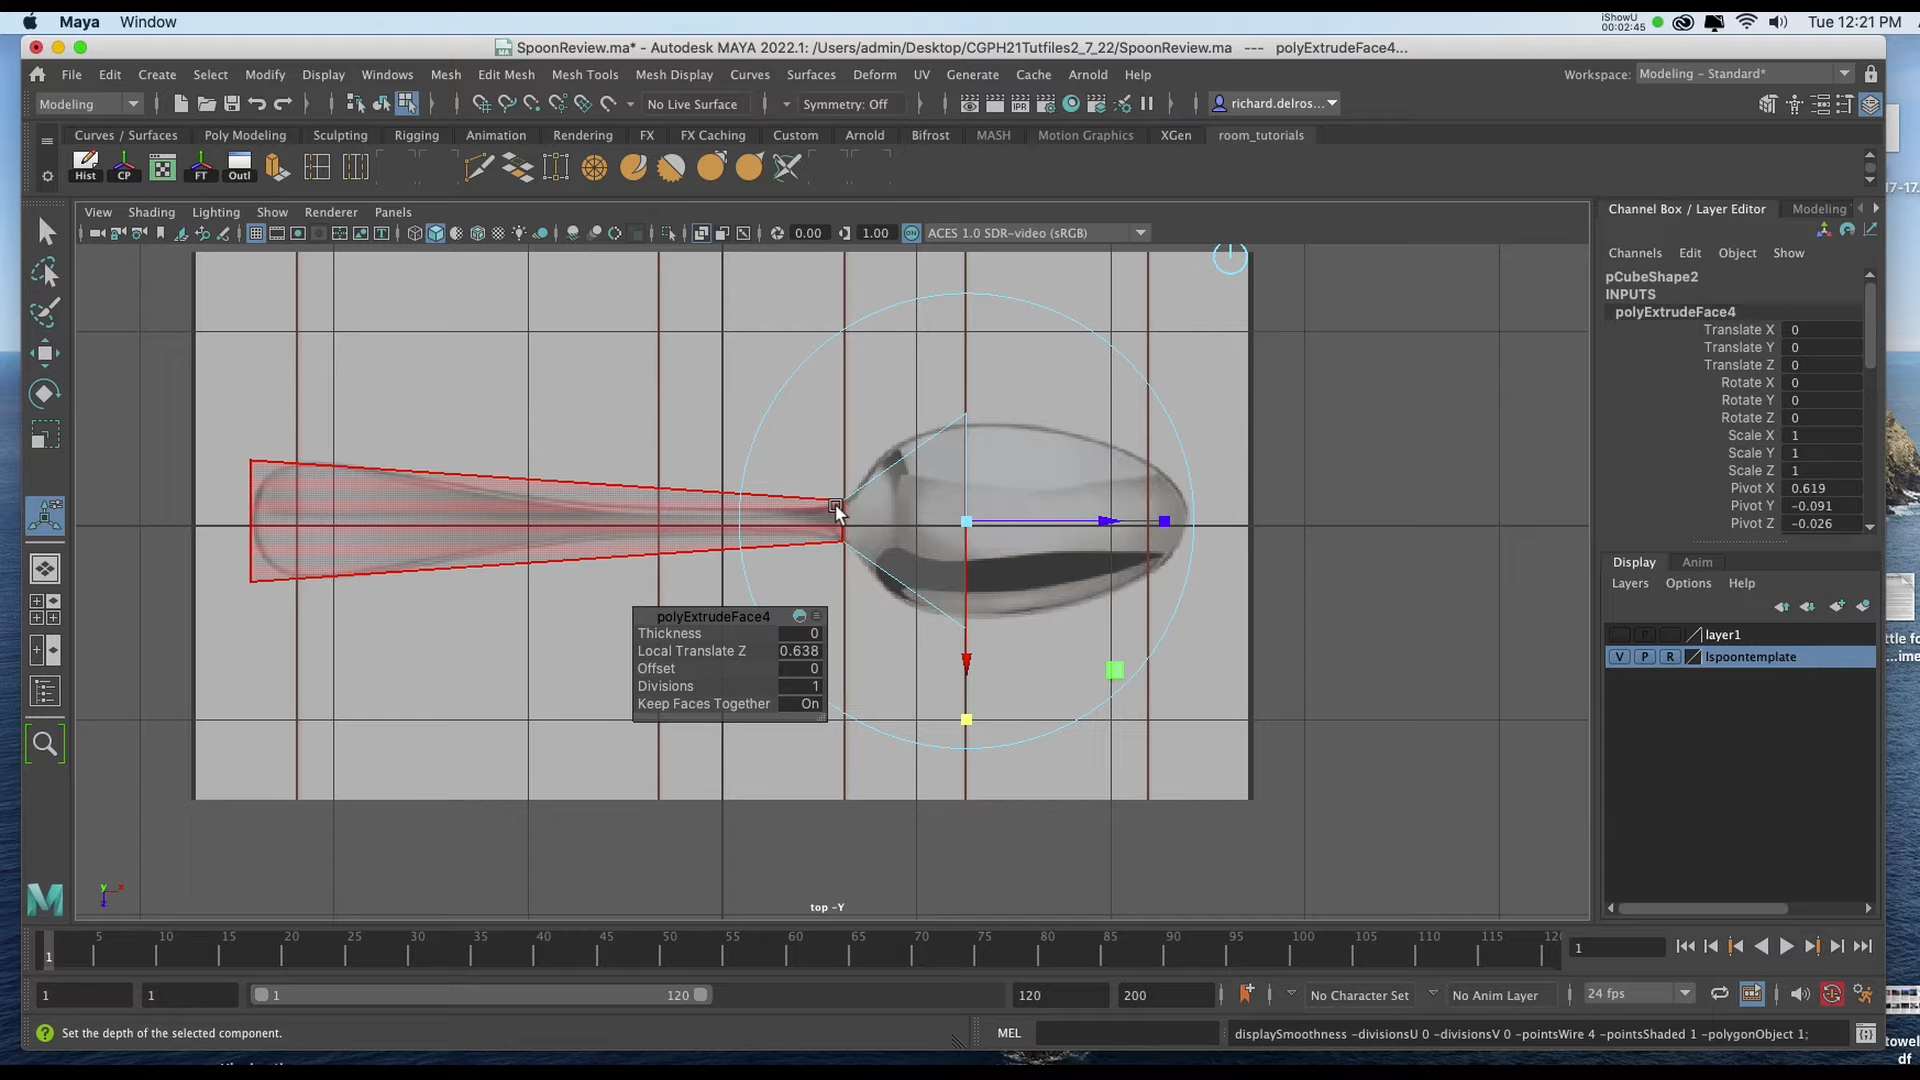 Maya Window
iShowU
00:02:45
Tue 12:21 PM
SpoonReview.ma* - Autodesk MAYA 2022.1: /Users/admin/Desktop/CGPH21Tutfiles2_7_22/SpoonReview.ma --- polyExtrudeFace4...
File Edit Create Select Modify Display Windows Mesh Edit Mesh Mesh Tools Mesh Display Curves Surfaces Deform UV Generate Cache Arnold Help
Workspace: Modeling - Standard*
Modeling
No Live Surface
Symmetry: Off
IPR
richard.delros...
Curves / Surfaces Poly Modeling Sculpting Rigging Animation Rendering FX FX Caching Custom Arnold Bifrost MASH Motion Graphics XGen room_tutorials
Hist CP FT Outl
17-17.
View Shading Lighting Show Renderer Panels
0.00 1.00 ACES 1.0 SDR-video (sRGB)
Channel Box / Layer Editor Modeling
Channels Edit Object Show
pCubeShape2
INPUTS
polyExtrudeFace4
Translate X 0
Translate Y 0
Translate Z 0
Rotate X 0
Rotate Y 0
Rotate Z 0
Scale X 1
Scale Y 1
Scale Z 1
Pivot X 0.619
Pivot Y -0.091
Pivot Z -0.026
polyExtrudeFace4
Thickness 0
Local Translate Z 0.638
Offset 0
Divisions 1
Keep Faces Together On
Display Anim
Layers Options Help
P layer1
V P R lspoontemplate
ttle fo
...ime
top -Y
1 5 10 15 20 25 30 35 40 45 50 55 60 65 70 75 80 85 90 95 100 105 110 115 12
1
1 1 1 120 120 200
No Character Set
No Anim Layer
24 fps
Set the depth of the selected component.
MEL
displaySmoothness -divisionsU 0 -divisionsV 0 -pointsWire 4 -pointsShaded 1 -polygonObject 1;
towel
df